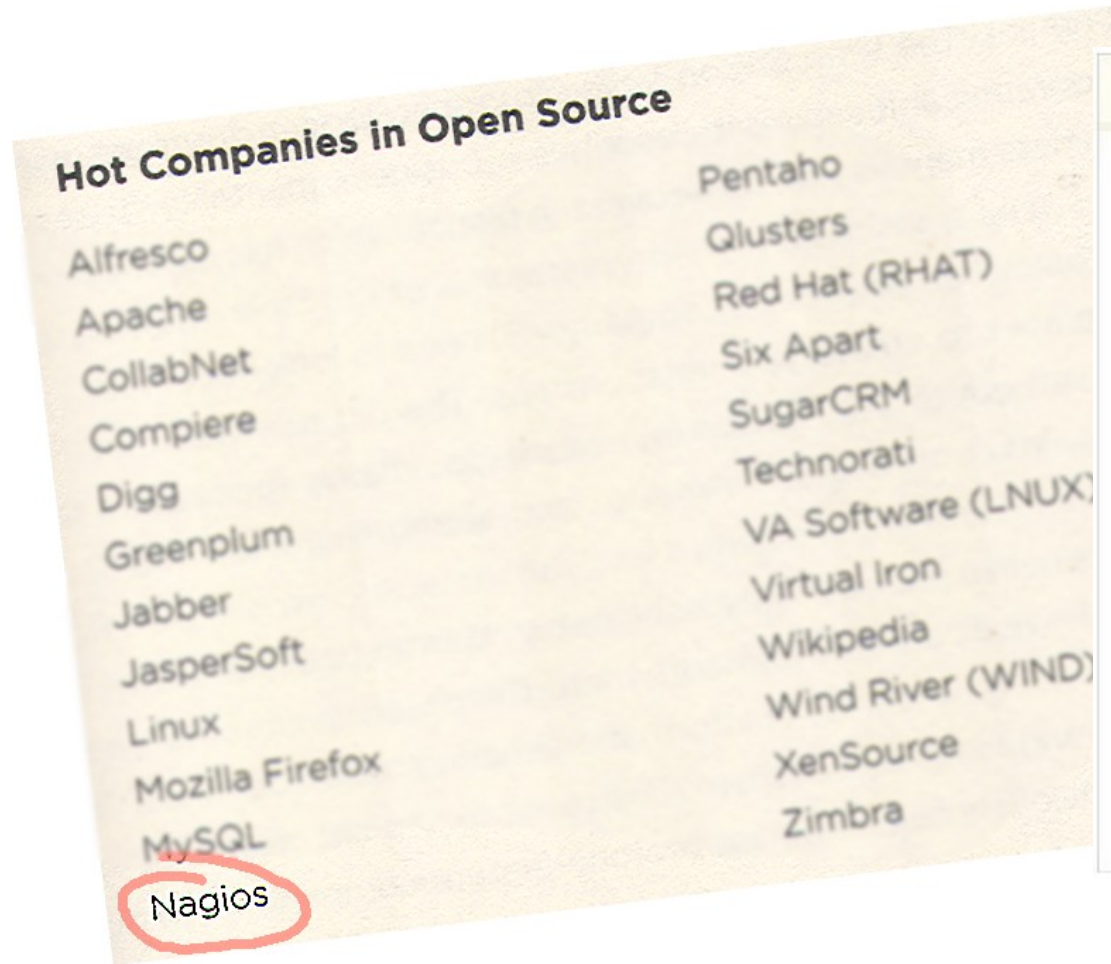 Hot Companies in Open Source
Alfresco
Apache
CollabNet
Compiere
Digg
Greenplum
Jabber
JasperSoft
Linux
Mozilla Firefox
MySQL
Nagios
Pentaho
Qlusters
Red Hat (RHAT)
Six Apart
SugarCRM
Technorati
VA Software (LNUX)
Virtual Iron
Wikipedia
Wind River (WIND)
XenSource
Zimbra